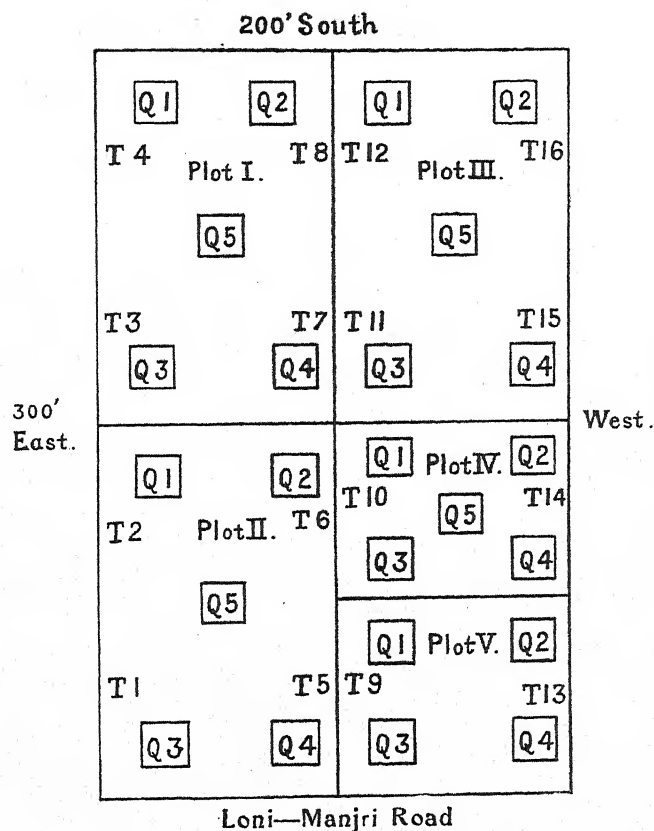 200' South
Q1 Q2 Q1 Q2
T4 Plot I. T8 T12 Plot III. T16
Q5 Q5
T3 T7 T11 T15
Q3 Q4 Q3 Q4
300'
East.
West.
Q1 Q2 Q1 Plot IV. Q2
T2 Plot II. T6 T10 Q5 T14
Q3 Q4
Q5
Q1 Plot V. Q2
T1 T5 T9 T13
Q3 Q4 Q3 Q4
Loni—Manjri Road